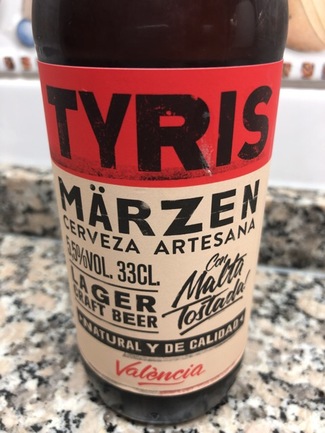 TYRIS
MÄRZEN
CERVEZA ARTESANA
5,5%VOL. 33CL.
LAGER
CRAFT BEER
Con
Malta
Tostada!
NATURAL Y DE CALIDAD
València